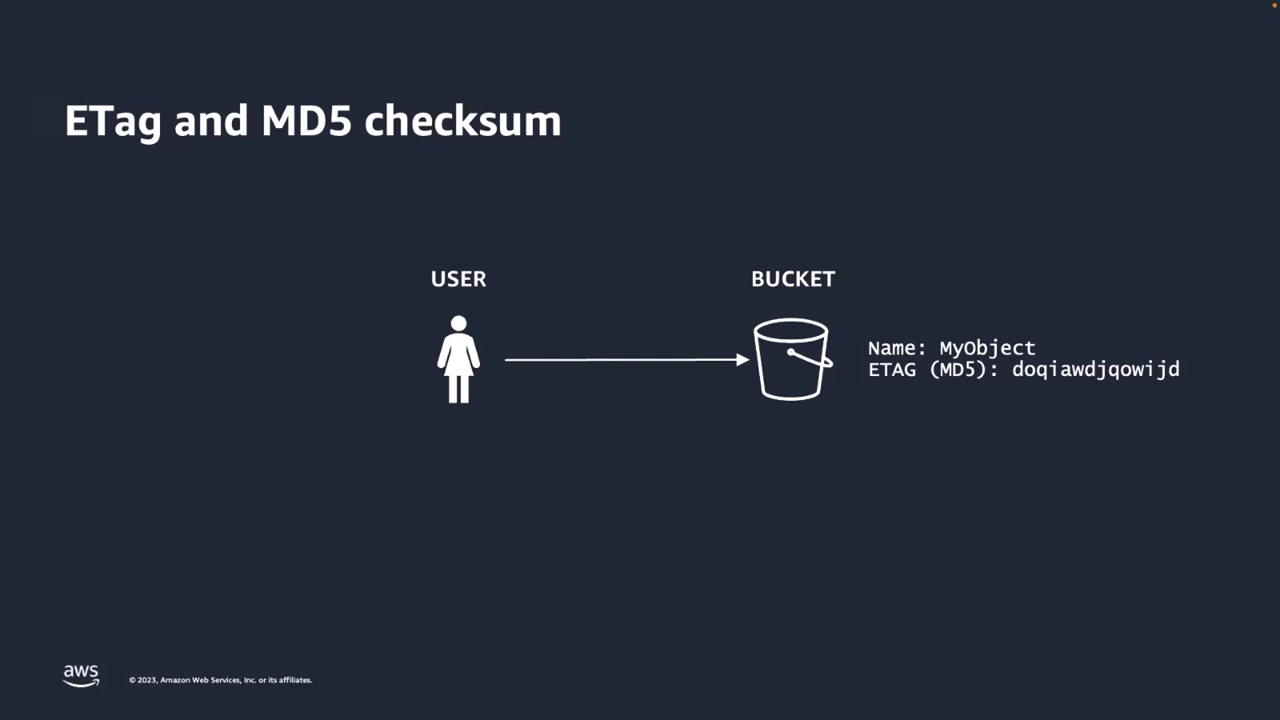 ETag and MD5 checksum
USER
BUCKET
Name: MyObject
ETAG (MD5): doqiawdjqowijd
aws
© 2023, Amazon Web Services, Inc. or its affiliates.